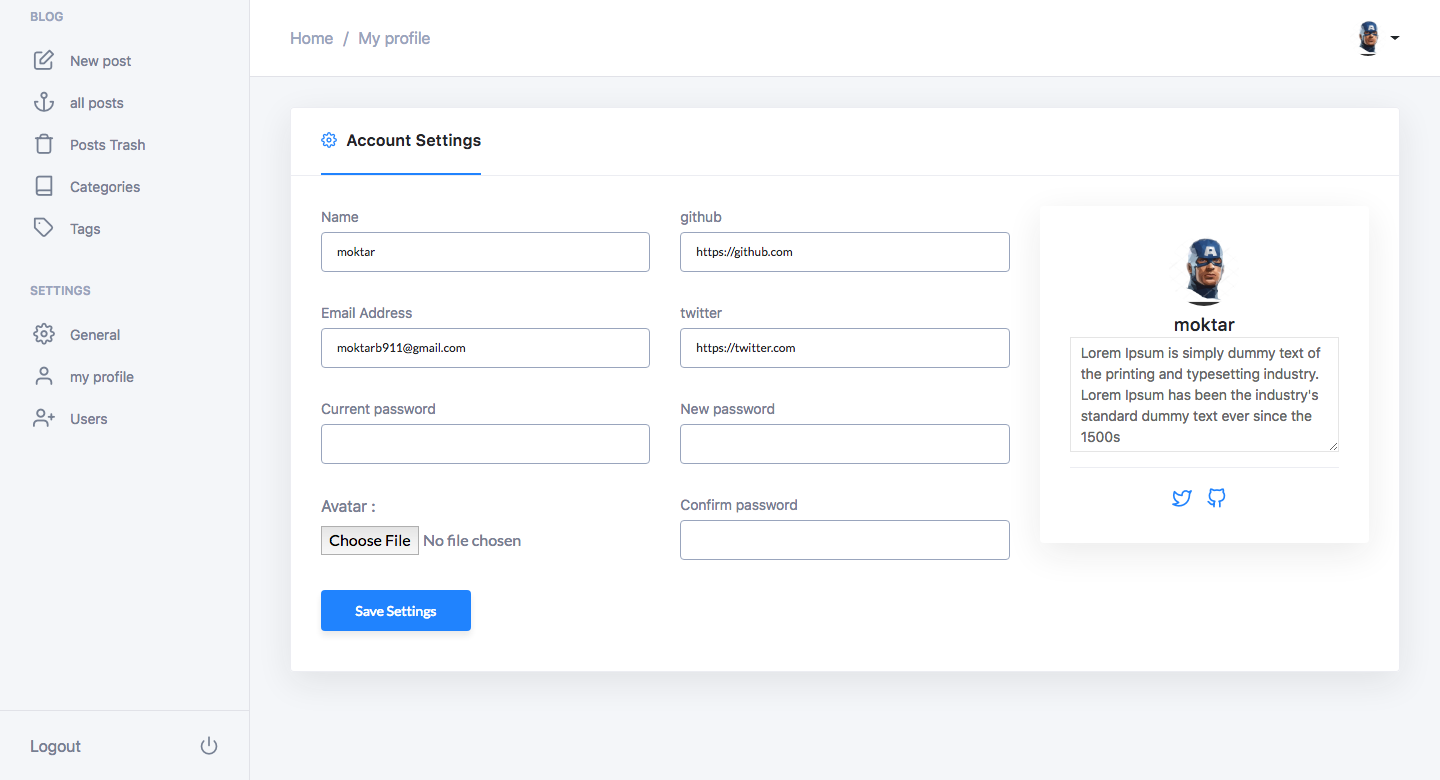 BLOG
New post
all posts
Posts Trash
Categories
Tags
SETTINGS
General
my profile
Users
Logout
Home / My profile
Account Settings
Name
moktar
github
https://github.com
Email Address
moktarb911@gmail.com
twitter
https://twitter.com
Current password
New password
Avatar :
Choose File No file chosen
Confirm password
Save Settings
A
moktar
Lorem Ipsum is simply dummy text of
the printing and typesetting industry.
Lorem Ipsum has been the industry's
standard dummy text ever since the
1500s